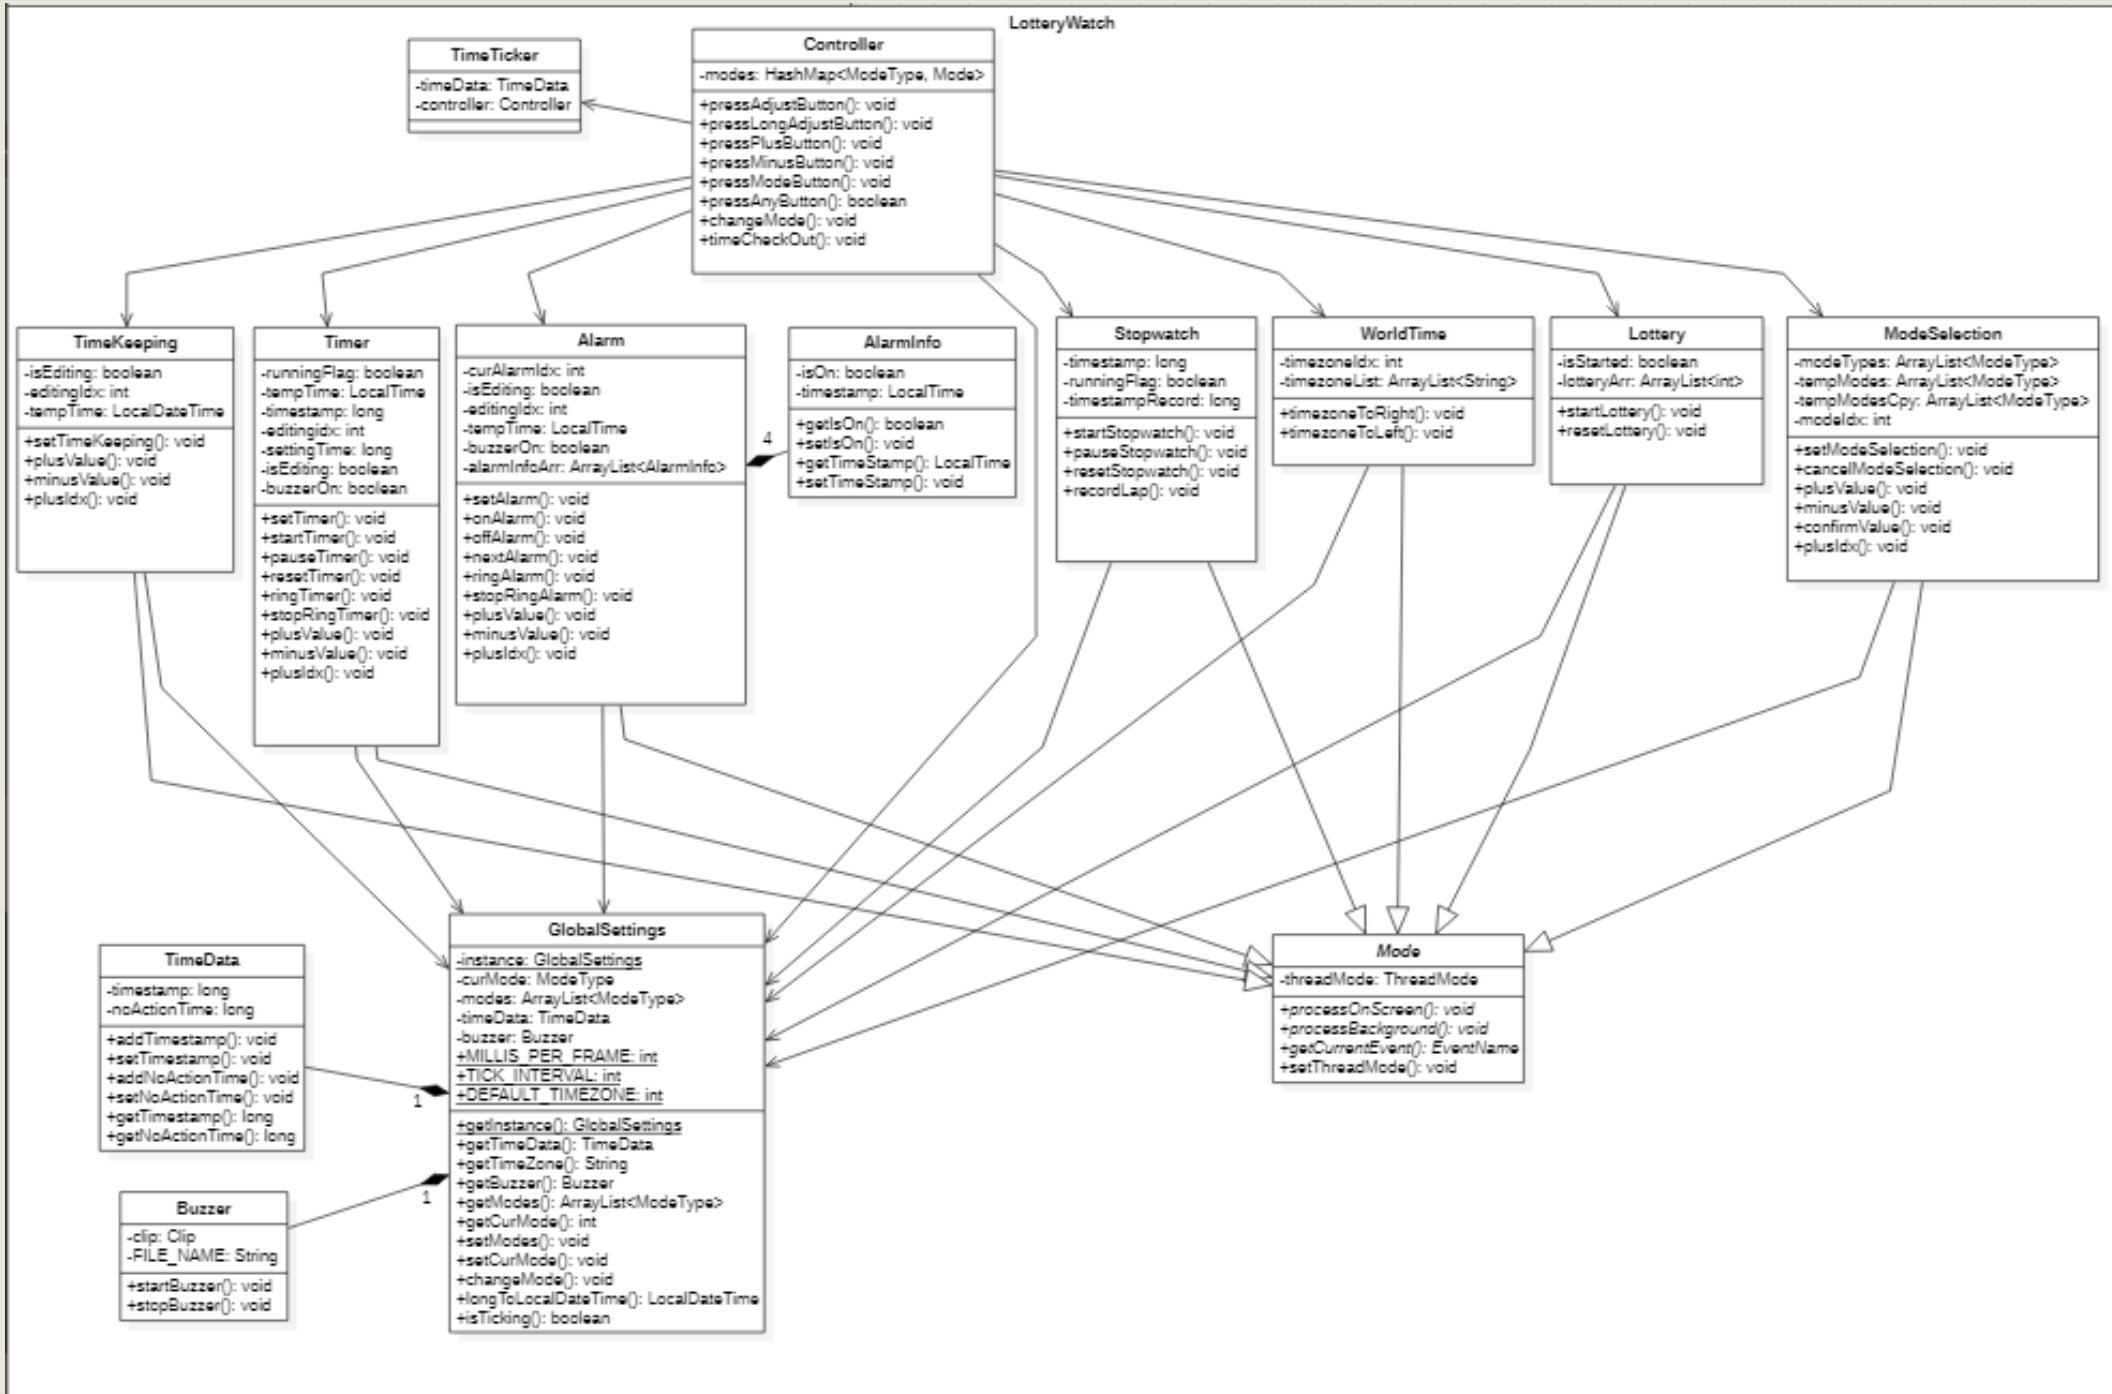 LotteryWatch
TimeTicker
-timeData: TimeData
-controller: Controller
Controller
-modes: HashMap<ModeType, Mode>
+pressAdjustButton(): void
+pressLongAdjustButton(): void
+pressPlusButton(): void
+pressMinusButton(): void
+pressModeButton(): void
+pressAnyButton(): boolean
+changeMode(): void
+timeCheckOut(): void
TimeKeeping
-isEditing: boolean
-editingIdx: int
-tempTime: LocalDateTime
+setTimeKeeping(): void
+plusValue(): void
+minusValue(): void
+plusIdx(): void
Timer
-runningFlag: boolean
-tempTime: LocalTime
-timestamp: long
-editingidx: int
-settingTime: long
-isEditing: boolean
-buzzerOn: boolean
+setTimer(): void
+startTimer(): void
+pauseTimer(): void
+resetTimer(): void
+ringTimer(): void
+stopRingTimer(): void
+plusValue(): void
+minusValue(): void
+plusIdx(): void
Alarm
-curAlarmIdx: int
-isEditing: boolean
-editingIdx: int
-tempTime: LocalTime
-buzzerOn: boolean
-alarmInfoArr: ArrayList<AlarmInfo>
+setAlarm(): void
+onAlarm(): void
+offAlarm(): void
+nextAlarm(): void
+ringAlarm(): void
+stopRingAlarm(): void
+plusValue(): void
+minusValue(): void
+plusIdx(): void
4
AlarmInfo
-isOn: boolean
-timestamp: LocalTime
+getIsOn(): boolean
+setIsOn(): void
+getTimeStamp(): LocalTime
+setTimeStamp(): void
Stopwatch
-timestamp: long
-runningFlag: boolean
-timestampRecord: long
+startStopwatch(): void
+pauseStopwatch(): void
+resetStopwatch(): void
+recordLap(): void
WorldTime
-timezoneIdx: int
-timezoneList: ArrayList<String>
+timezoneToRight(): void
+timezoneToLeft(): void
Lottery
-isStarted: boolean
-lotteryArr: ArrayList<int>
+startLottery(): void
+resetLottery(): void
ModeSelection
-modeTypes: ArrayList<ModeType>
-tempModes: ArrayList<ModeType>
-tempModesCpy: ArrayList<ModeType>
-modeIdx: int
+setModeSelection(): void
+cancelModeSelection(): void
+plusValue(): void
+minusValue(): void
+confirmValue(): void
+plusIdx(): void
TimeData
-timestamp: long
-noActionTime: long
+addTimestamp(): void
+setTimestamp(): void
+addNoActionTime(): void
+setNoActionTime(): void
+getTimestamp(): long
+getNoActionTime(): long
1
Buzzer
-clip: Clip
-FILE_NAME: String
+startBuzzer(): void
+stopBuzzer(): void
1
GlobalSettings
-instance: GlobalSettings
-curMode: ModeType
-modes: ArrayList<ModeType>
-timeData: TimeData
-buzzer: Buzzer
+MILLIS_PER_FRAME: int
+TICK_INTERVAL: int
+DEFAULT_TIMEZONE: int
+getInstance(): GlobalSettings
+getTimeData(): TimeData
+getTimeZone(): String
+getBuzzer(): Buzzer
+getModes(): ArrayList<ModeType>
+getCurMode(): int
+setModes(): void
+setCurMode(): void
+changeMode(): void
+longToLocalDateTime(): LocalDateTime
+isTicking(): boolean
Mode
-threadMode: ThreadMode
+processOnScreen(): void
+processBackground(): void
+getCurrentEvent(): EventName
+setThreadMode(): void